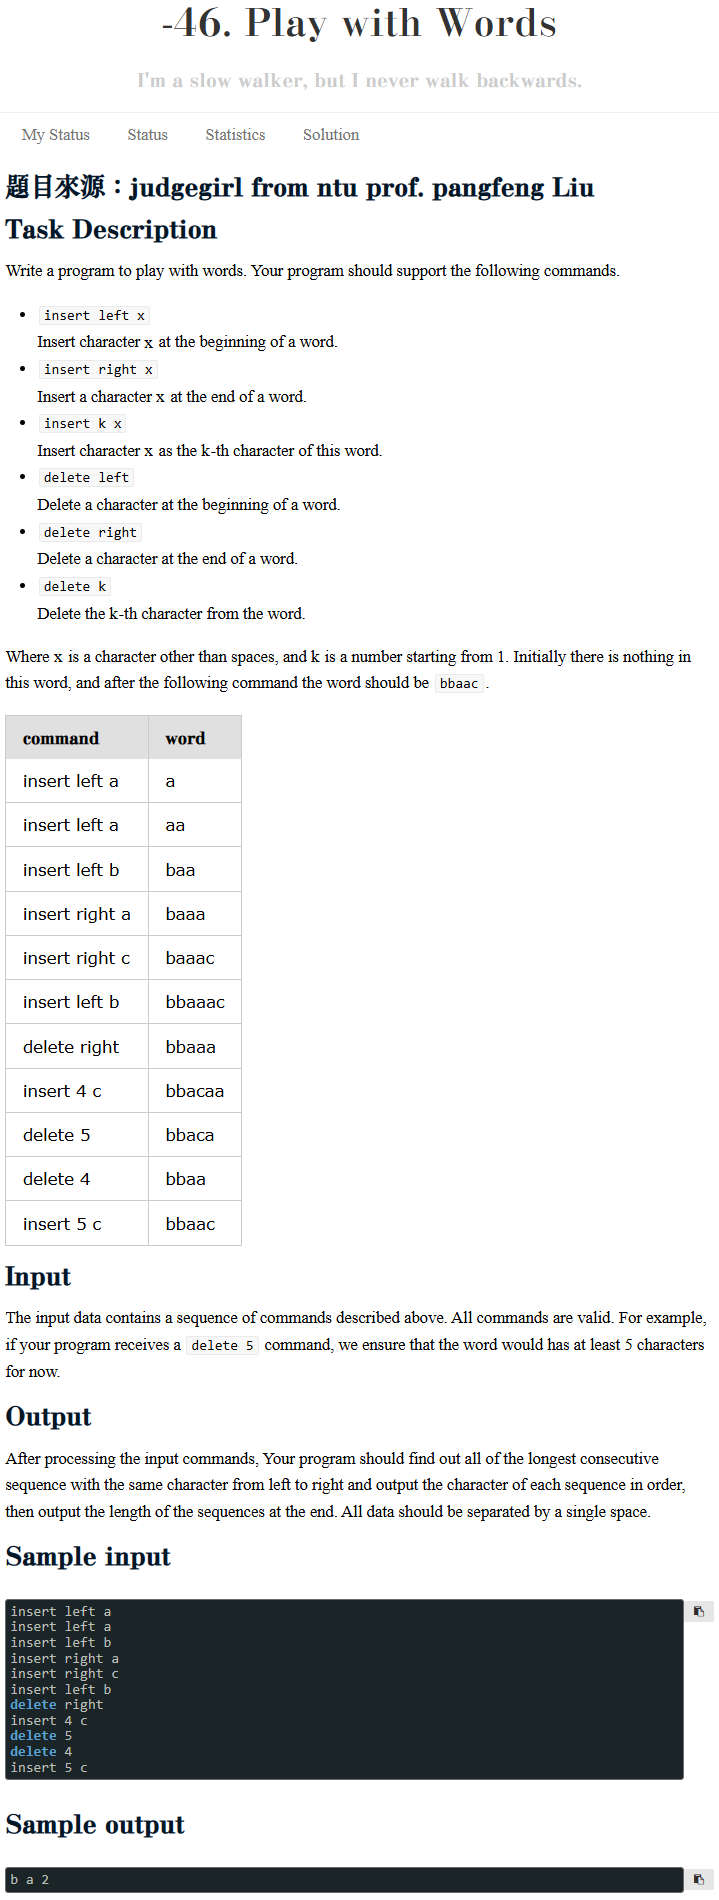 -46. Play with Words
I'm a slow walker, but I never walk backwards.
My Status Status Statistics Solution
題目來源：judgegirl from ntu prof. pangfeng Liu
Task Description
Write a program to play with words. Your program should support the following commands.
insert left x
Insert character x at the beginning of a word.
insert right x
Insert a character x at the end of a word.
insert k x
Insert character x as the k-th character of this word.
delete left
Delete a character at the beginning of a word.
delete right
Delete a character at the end of a word.
delete k
Delete the k-th character from the word.
Where x is a character other than spaces, and k is a number starting from 1. Initially there is nothing in
this word, and after the following command the word should be bbaac .
command word
insert left a a
insert left a aa
insert left b baa
insert right a baaa
insert right c baaac
insert left b bbaaac
delete right bbaaa
insert 4 c bbacaa
delete 5 bbaca
delete 4 bbaa
insert 5 c bbaac
Input
The input data contains a sequence of commands described above. All commands are valid. For example,
if your program receives a delete 5 command, we ensure that the word would has at least 5 characters
for now.
Output
After processing the input commands, Your program should find out all of the longest consecutive
sequence with the same character from left to right and output the character of each sequence in order,
then output the length of the sequences at the end. All data should be separated by a single space.
Sample input
insert left a
insert left a
insert left b
insert right a
insert right c
insert left b
delete right
insert 4 c
delete 5
delete 4
insert 5 c
Sample output
b a 2